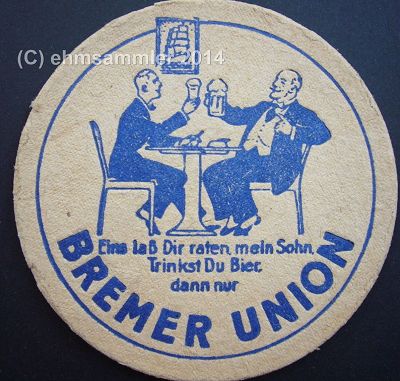 (C) ehmsammler 2014
Eins laß Dir raten, mein Sohn,
Trinkst Du Bier,
dann nur
BREMER UNION